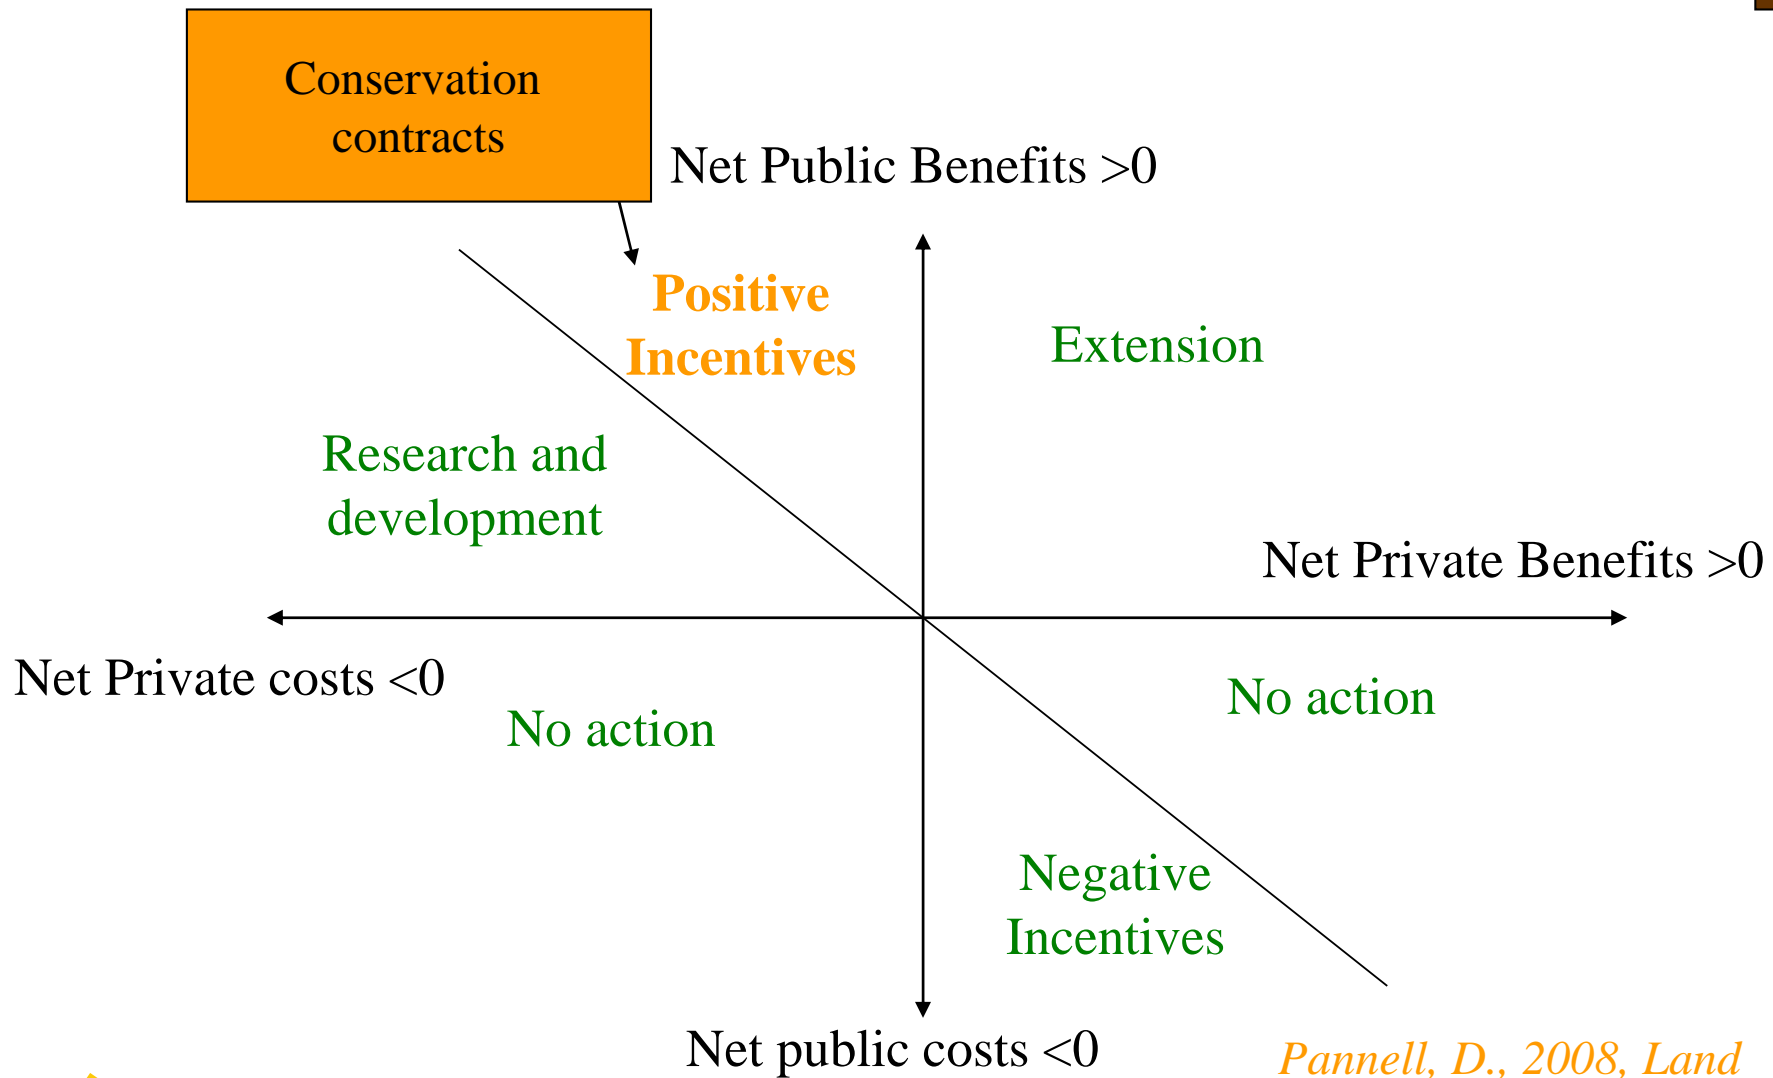 Conservation
contracts
Net Public Benefits >0
Positive
Incentives
Extension
Research and
development
Net Private Benefits >0
Net Private costs <0
No action
No action
Negative
Incentives
Net public costs <0
Pannell, D., 2008, Land